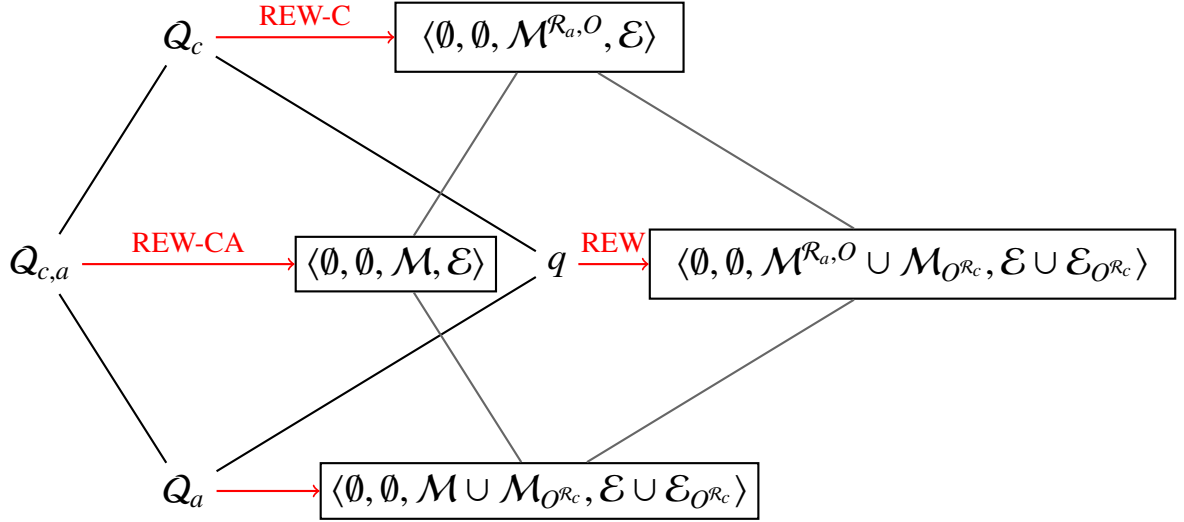 REW-C
𝒬_c ⟨∅, ∅, ℳ^{ℛ_a,O}, ℰ⟩
REW-CA REW
𝒬_{c,a} ⟨∅, ∅, ℳ, ℰ⟩ q ⟨∅, ∅, ℳ^{ℛ_a,O} ∪ ℳ_{O^{ℛ_c}}, ℰ ∪ ℰ_{O^{ℛ_c}}⟩
𝒬_a ⟨∅, ∅, ℳ ∪ ℳ_{O^{ℛ_c}}, ℰ ∪ ℰ_{O^{ℛ_c}}⟩